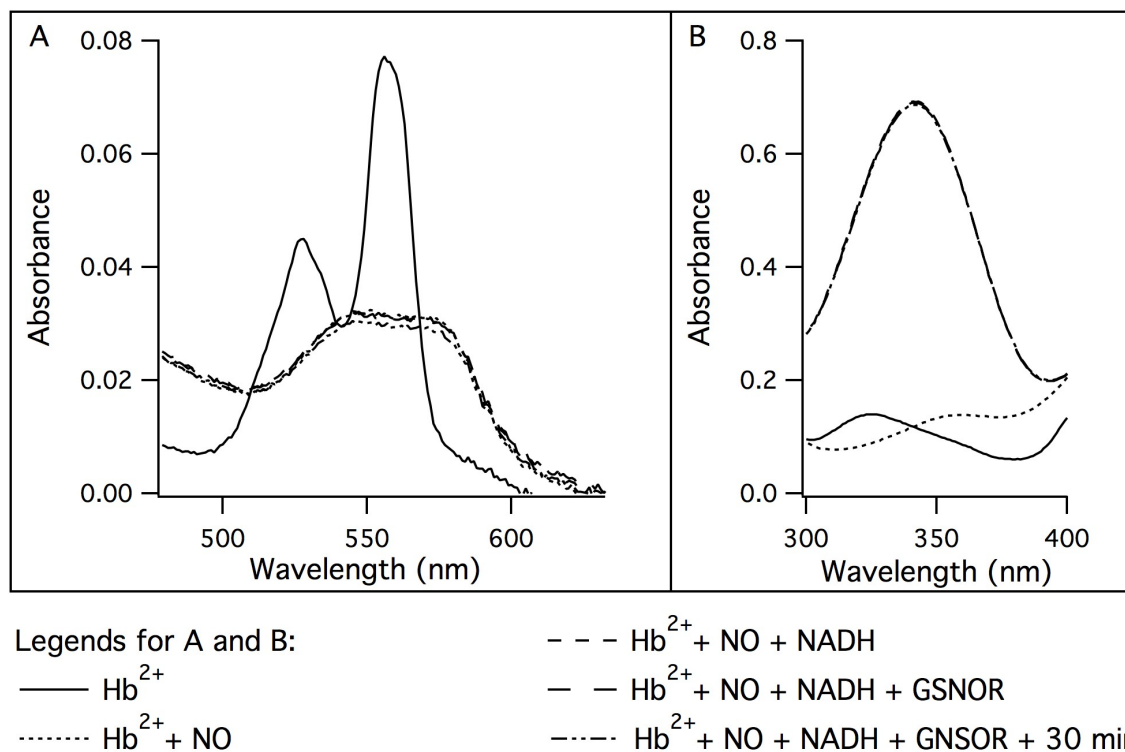 A
B
0.08
0.06
0.04
0.02
0.00
Absorbance
500
550
600
Wavelength (nm)
0.8
0.6
0.4
0.2
0.0
Absorbance
300
350
400
Wavelength (nm)
Legends for A and B:
Hb2+
Hb2++ NO
Hb2++ NO + NADH
Hb2++ NO + NADH + GSNOR
Hb2++ NO + NADH + GNSOR + 30 min